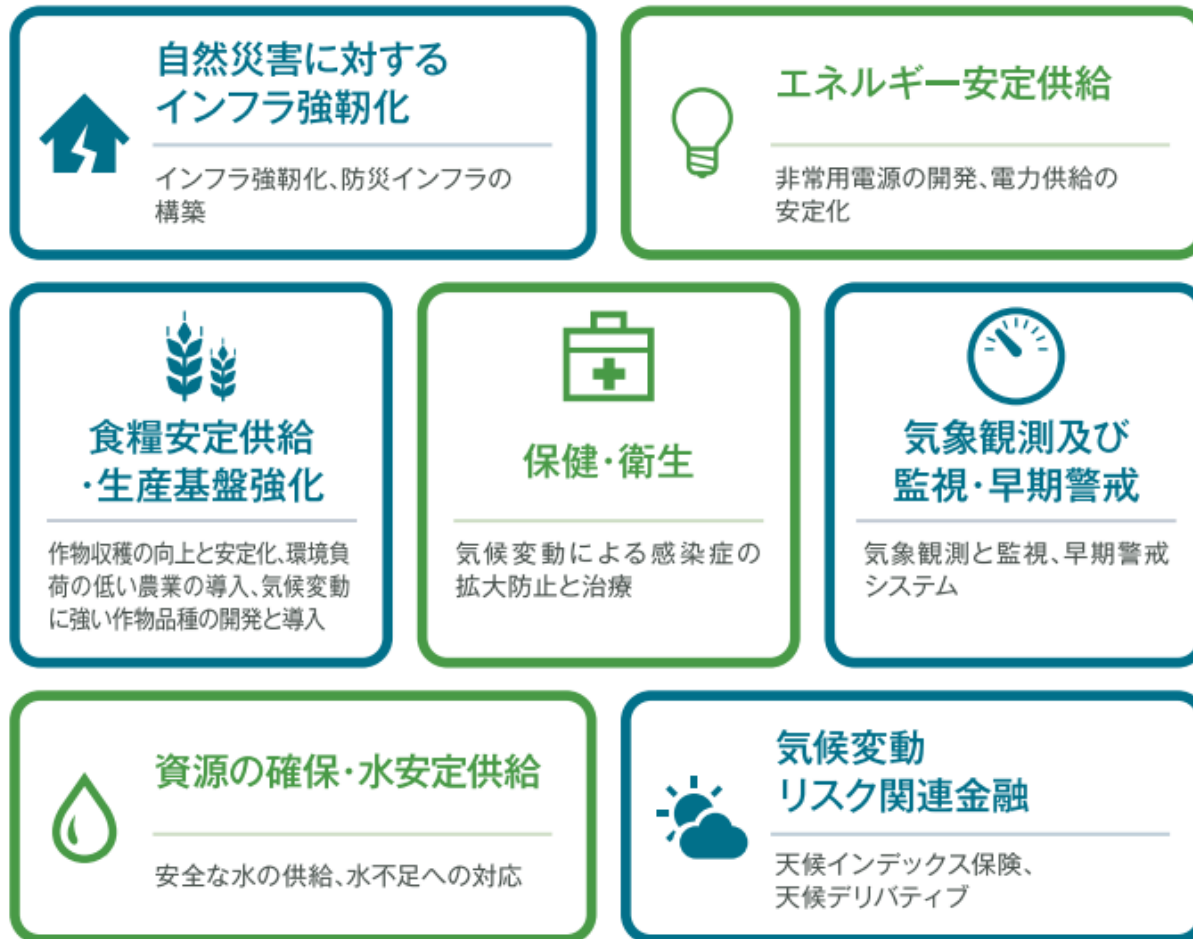 自然災害に対する
インフラ強靭化
インフラ強靭化、防災インフラの
構築
エネルギー安定供給
非常用電源の開発、電力供給の
安定化
食糧安定供給
・生産基盤強化
作物収穫の向上と安定化、環境負
荷の低い農業の導入、気候変動
に強い作物品種の開発と導入
保健・衛生
気候変動による感染症の
拡大防止と治療
気象観測及び
監視・早期警戒
気象観測と監視、早期警戒
システム
資源の確保・水安定供給
安全な水の供給、水不足への対応
気候変動
リスク関連金融
天候インデックス保険、
天候デリバティブ